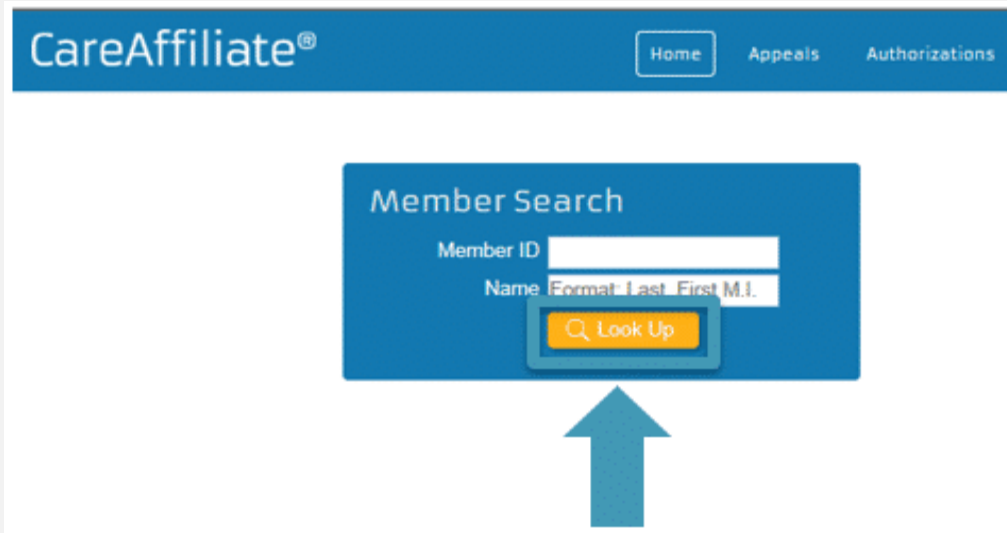 CareAffiliate®
Home Appeals Authorizations
Member Search
Member ID
Name Format: Last, First M.I.
Look Up